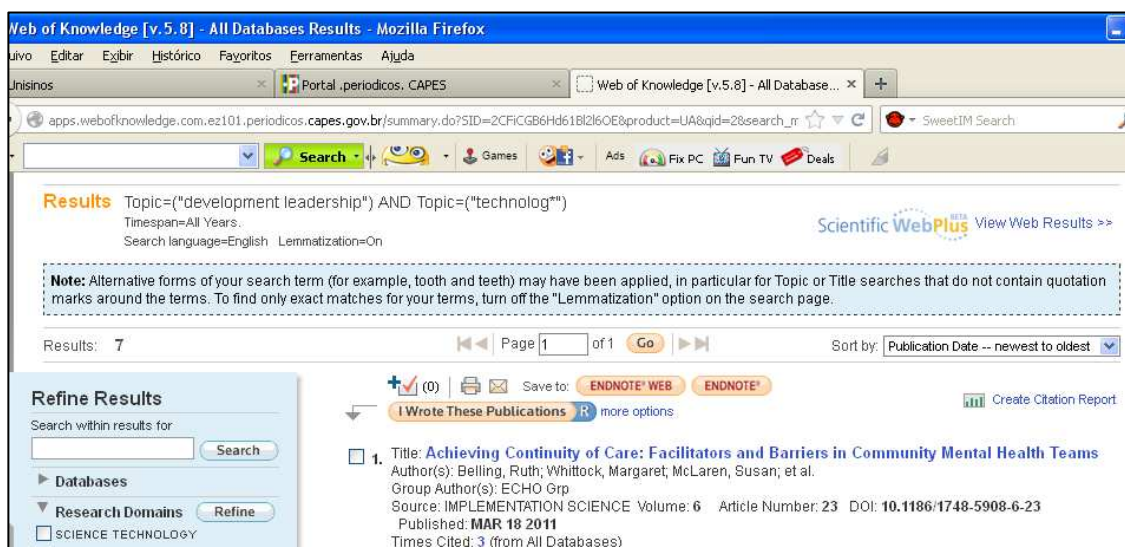 Web of Knowledge [v.5.8] - All Databases Results - Mozilla Firefox
uivo Editar Exibir Histórico Favoritos Ferramentas Ajuda
Unisinos × Portal .periodicos. CAPES × Web of Knowledge [v.5.8] - All Database... × +
apps.webofknowledge.com.ez101.periodicos.capes.gov.br/summary.do?SID=2CFiCGB6Hd61Bl2l6OE&product=UA&qid=2&search_m SweetIM Search
Search Games Ads Fix PC Fun TV Deals
Results Topic=("development leadership") AND Topic=("technolog*")
Timespan=All Years.
Search language=English Lemmatization=On
Scientific WebPlus BETA View Web Results >>
Note: Alternative forms of your search term (for example, tooth and teeth) may have been applied, in particular for Topic or Title searches that do not contain quotation
marks around the terms. To find only exact matches for your terms, turn off the "Lemmatization" option on the search page.
Results: 7 Page 1 of 1 Go Sort by: Publication Date -- newest to oldest
Refine Results
Search within results for
Search
Databases
Research Domains Refine
SCIENCE TECHNOLOGY
(0) Save to: ENDNOTE® WEB ENDNOTE®
I Wrote These Publications R more options
Create Citation Report
1. Title: Achieving Continuity of Care: Facilitators and Barriers in Community Mental Health Teams
Author(s): Belling, Ruth; Whittock, Margaret; McLaren, Susan; et al.
Group Author(s): ECHO Grp
Source: IMPLEMENTATION SCIENCE Volume: 6 Article Number: 23 DOI: 10.1186/1748-5908-6-23
Published: MAR 18 2011
Times Cited: 3 (from All Databases)